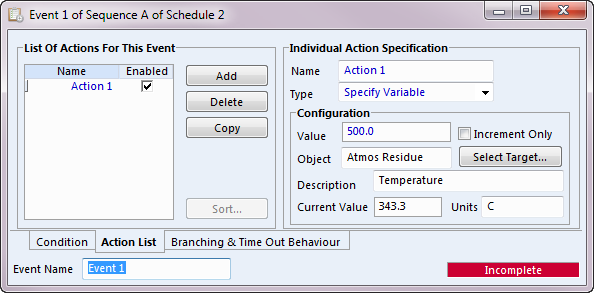 Event 1 of Sequence A of Schedule 2
List Of Actions For This Event
Name Enabled
Action 1
Add
Delete
Copy
Sort...
Individual Action Specification
Name Action 1
Type Specify Variable
Configuration
Value 500.0 Increment Only
Object Atmos Residue Select Target...
Description Temperature
Current Value 343.3 Units C
Condition Action List Branching & Time Out Behaviour
Event Name Event 1 Incomplete